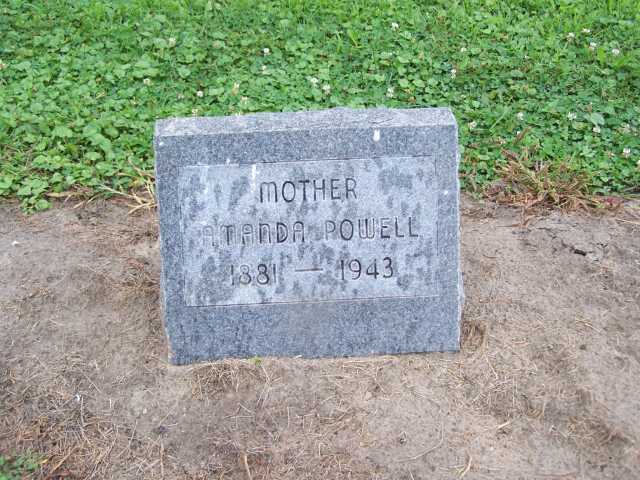 MOTHER
AMANDA POWELL
1881 — 1943